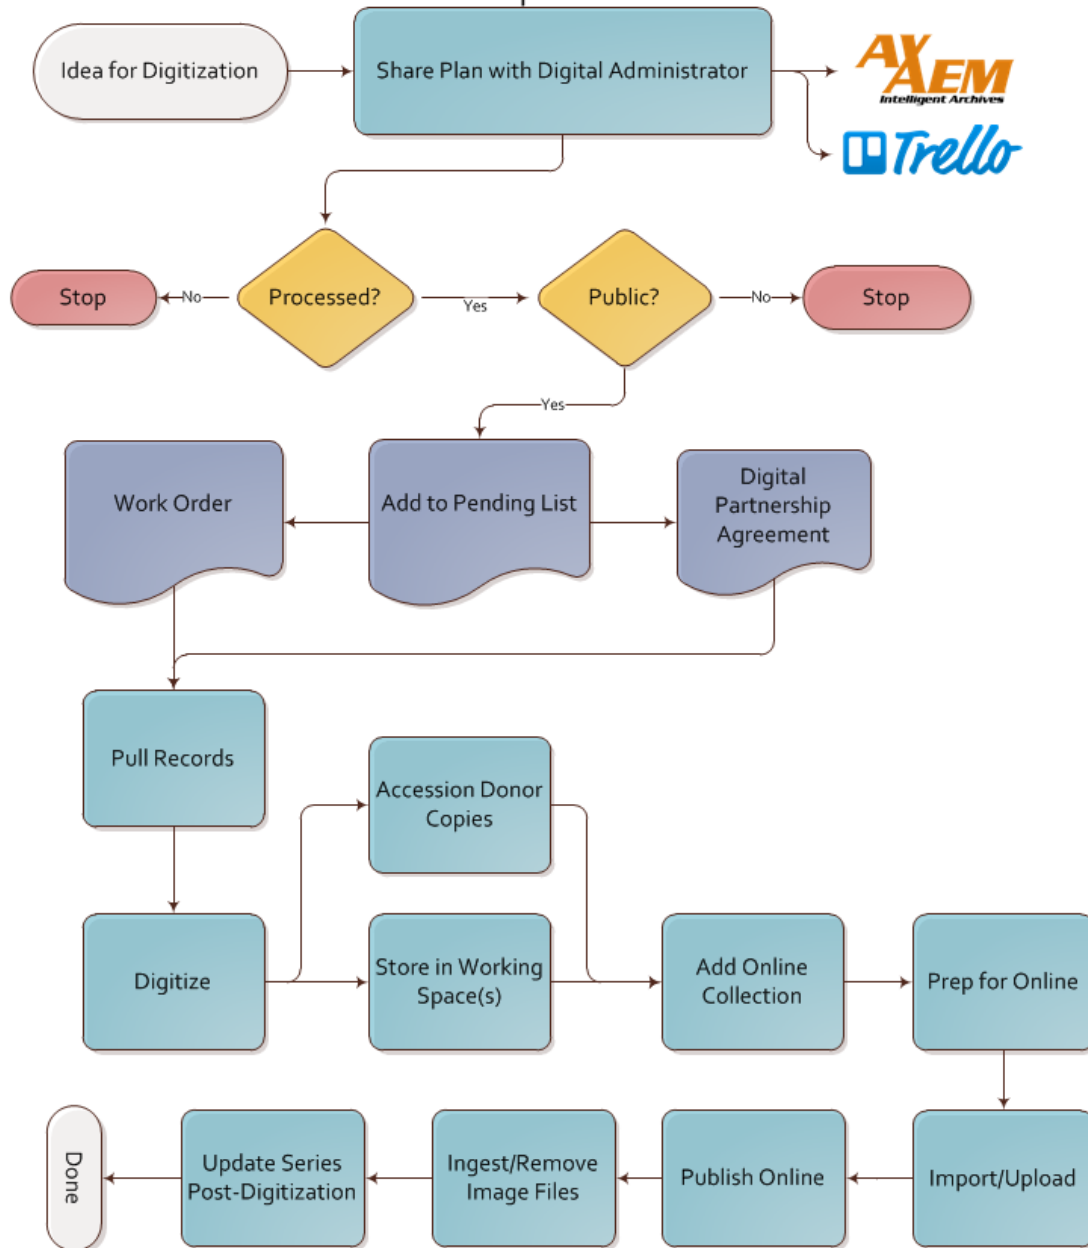 Idea for Digitization
Share Plan with Digital Administrator
AXAEM
Intelligent Archives
Trello
Stop
No
Processed?
Yes
Public?
No
Stop
Yes
Work Order
Add to Pending List
Digital
Partnership
Agreement
Pull Records
Accession Donor
Copies
Digitize
Store in Working
Space(s)
Add Online
Collection
Prep for Online
Done
Update Series
Post-Digitization
Ingest/Remove
Image Files
Publish Online
Import/Upload